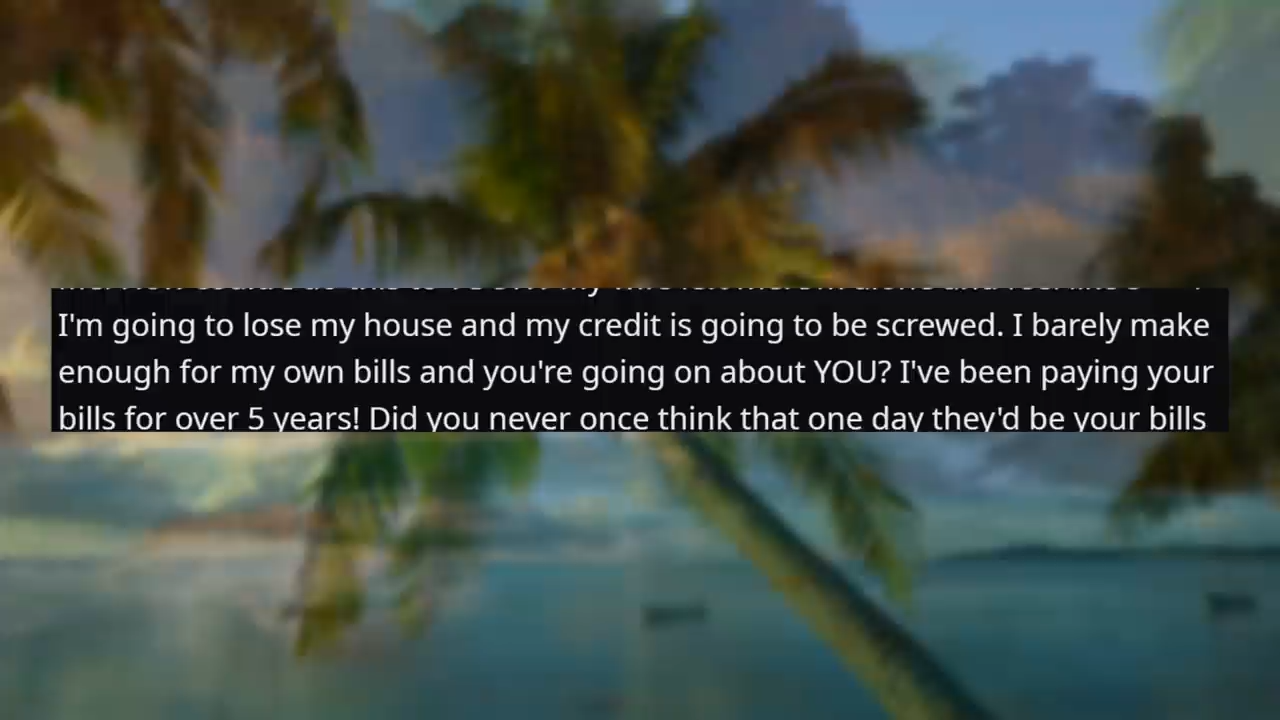 I'm going to lose my house and my credit is going to be screwed. I barely make
enough for my own bills and you're going on about YOU? I've been paying your
bills for over 5 years! Did you never once think that one day they'd be your bills